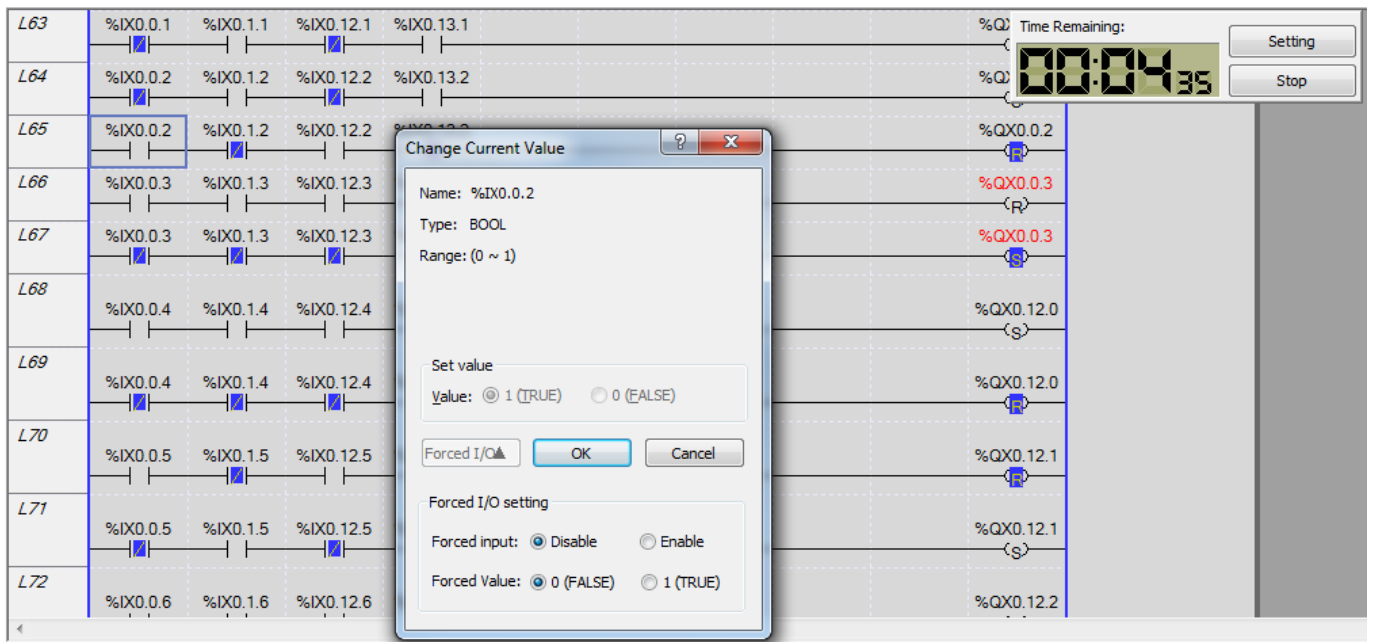 L63 %IX0.0.1 %IX0.1.1 %IX0.12.1 %IX0.13.1
Time Remaining:
00:04 35
Setting
Stop
L64 %IX0.0.2 %IX0.1.2 %IX0.12.2 %IX0.13.2
L65 %IX0.0.2 %IX0.1.2 %IX0.12.2 %QX0.0.2
R
L66 %IX0.0.3 %IX0.1.3 %IX0.12.3 %QX0.0.3
R
L67 %IX0.0.3 %IX0.1.3 %IX0.12.3 %QX0.0.3
S
L68 %IX0.0.4 %IX0.1.4 %IX0.12.4 %QX0.12.0
S
L69 %IX0.0.4 %IX0.1.4 %IX0.12.4 %QX0.12.0
R
L70 %IX0.0.5 %IX0.1.5 %IX0.12.5 %QX0.12.1
R
L71 %IX0.0.5 %IX0.1.5 %IX0.12.5 %QX0.12.1
S
L72 %IX0.0.6 %IX0.1.6 %IX0.12.6 %QX0.12.2
Change Current Value
?
Name: %IX0.0.2
Type: BOOL
Range: (0 ~ 1)
Set value
Value: 1 (TRUE) 0 (FALSE)
Forced I/O▲ OK Cancel
Forced I/O setting
Forced input: Disable Enable
Forced Value: 0 (FALSE) 1 (TRUE)